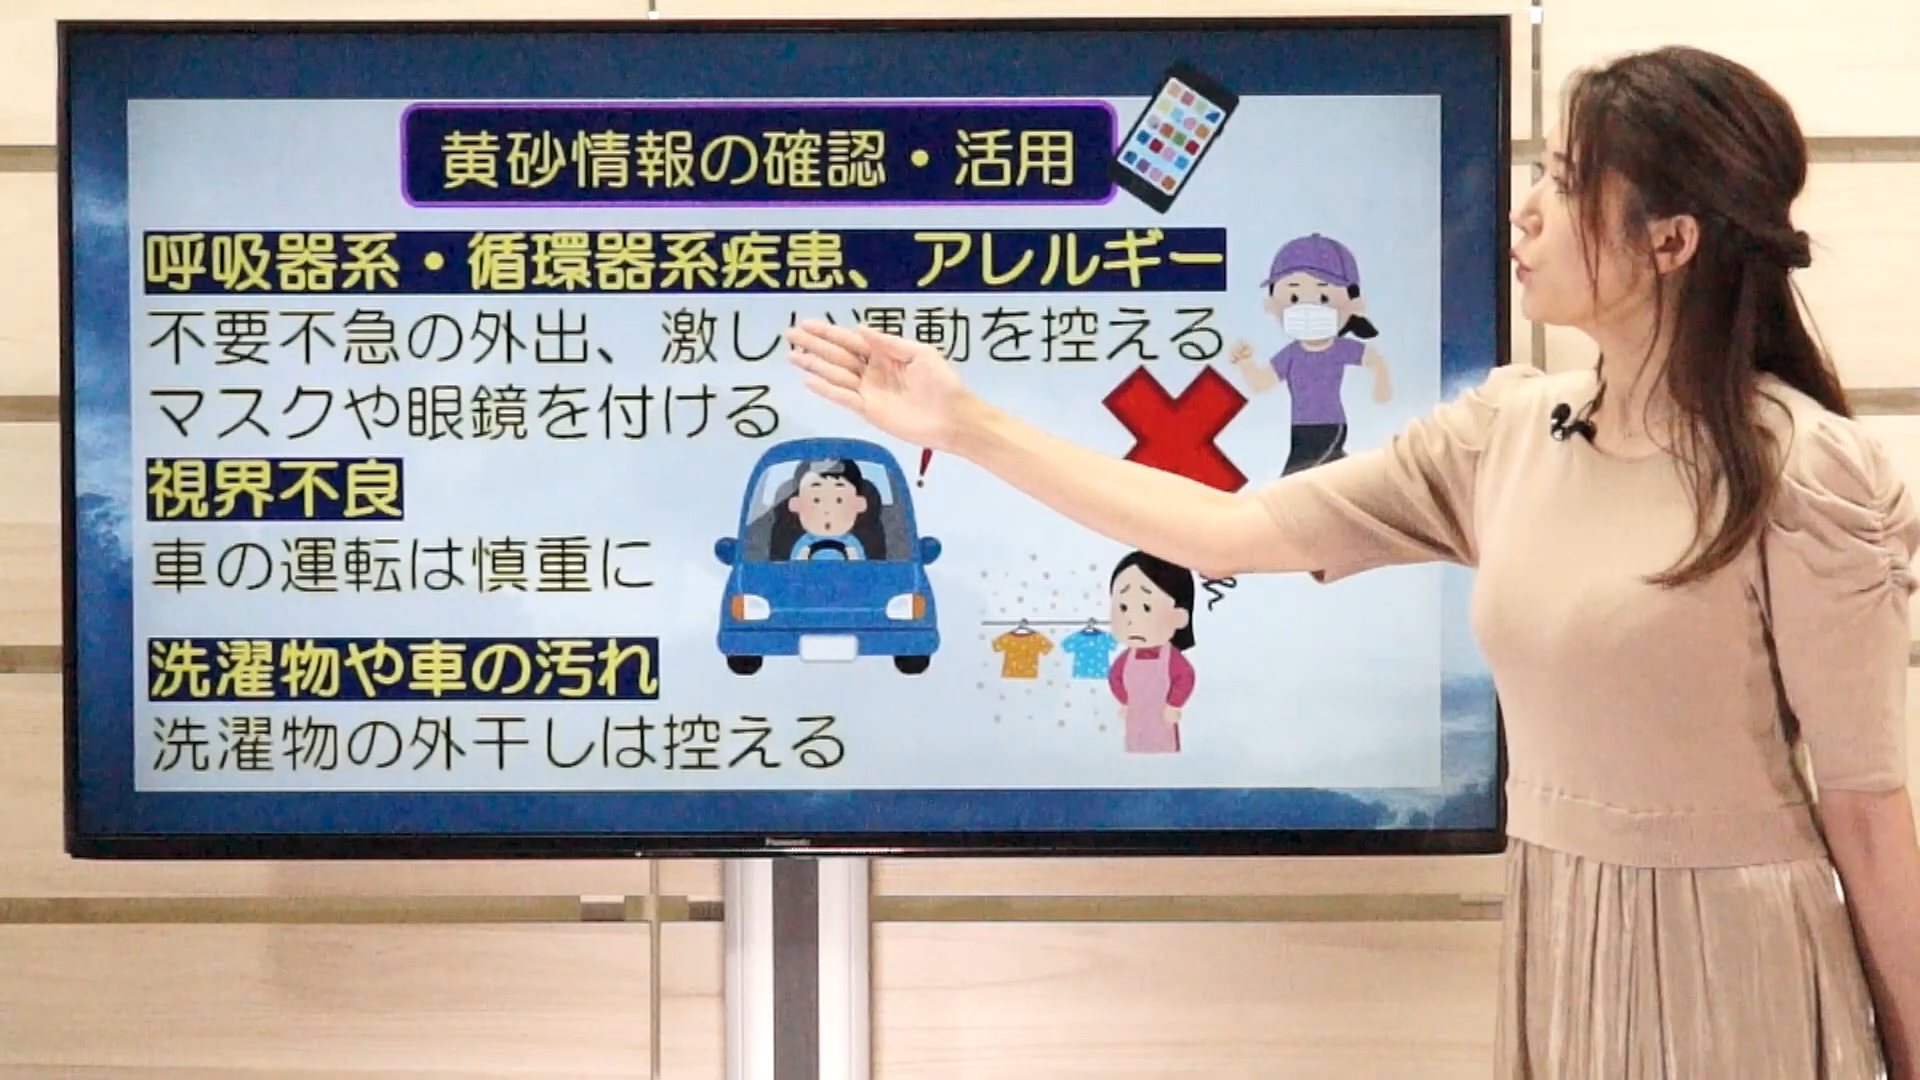 黄砂情報の確認・活用
呼吸器系・循環器系疾患、アレルギー
不要不急の外出、激しい運動を控える
マスクや眼鏡を付ける
視界不良
車の運転は慎重に
洗濯物や車の汚れ
洗濯物の外干しは控える
Panasonic